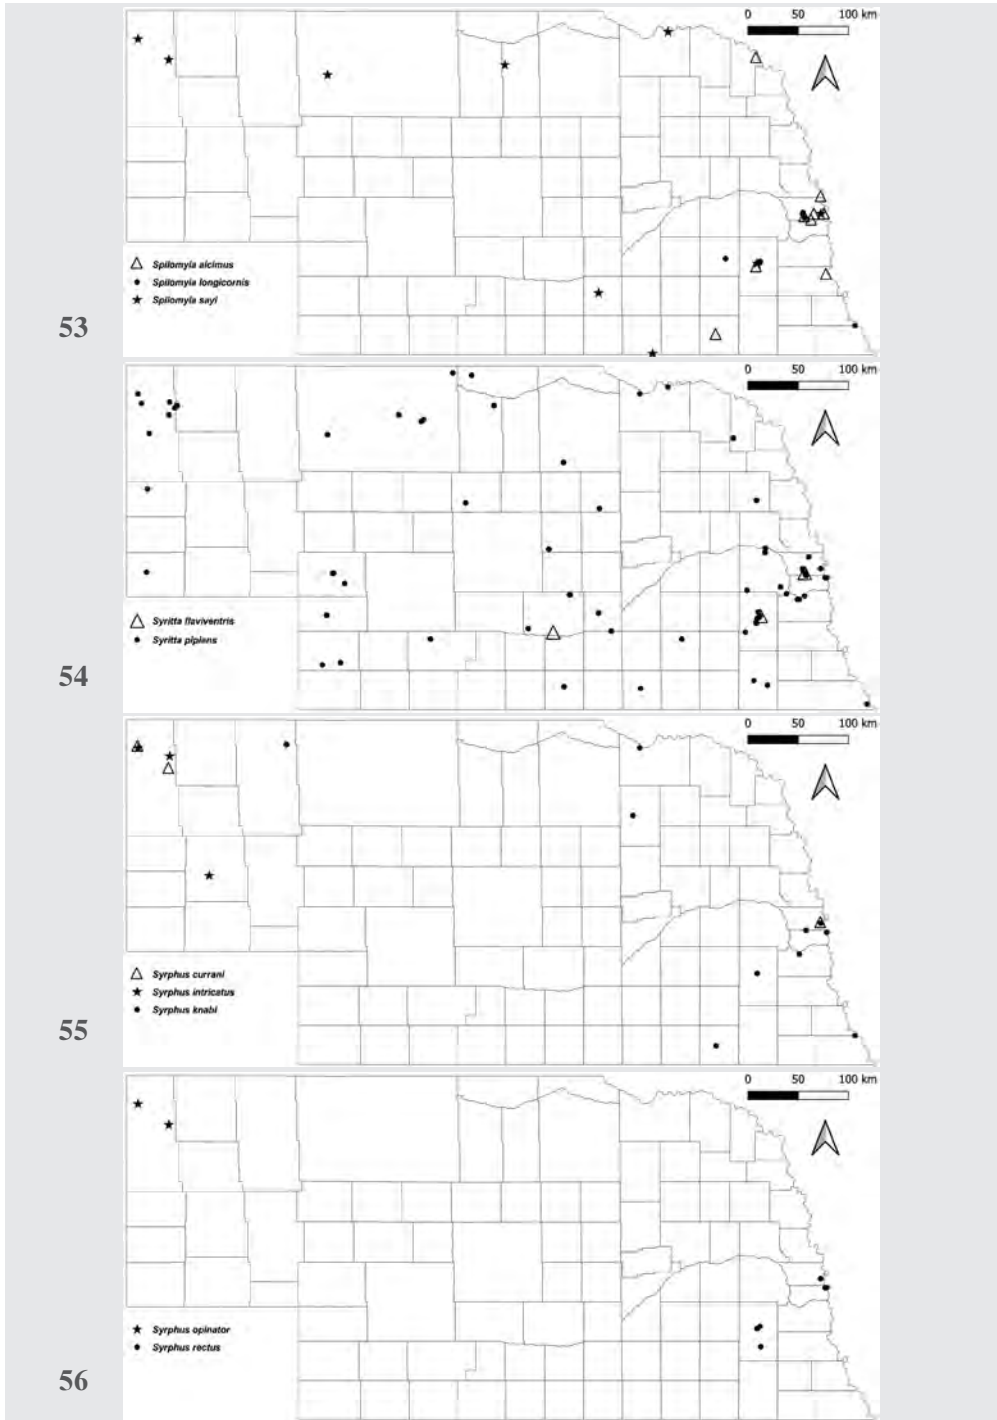 0 50 100 km
Spilomyia alcimus
Spilomyia longicornis
Spilomyia sayi
53
0 50 100 km
Syritta flaviventris
Syritta pipiens
54
0 50 100 km
Syrphus currani
Syrphus intricatus
Syrphus knabi
55
0 50 100 km
Syrphus opinator
Syrphus rectus
56